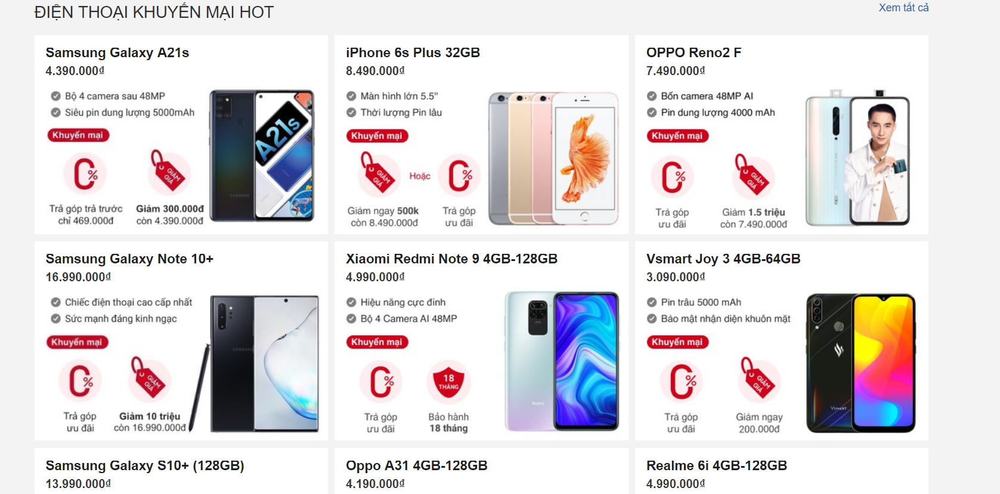 ĐIỆN THOẠI KHUYẾN MẠI HOT
Xem tất cả
Samsung Galaxy A21s
4.390.000₫
Bộ 4 camera sau 48MP
Siêu pin dung lượng 5000mAh
Khuyến mại
0%
GIẢM GIÁ
Trả góp trả trước
chỉ 469.000đ
Giảm 300.000đ
còn 4.390.000đ
A21s
SAMSUNG
iPhone 6s Plus 32GB
8.490.000₫
Màn hình lớn 5.5"
Thời lượng Pin lâu
Khuyến mại
GIẢM GIÁ
Hoặc
0%
Giảm ngay 500k
còn 8.490.000đ
Trả góp
ưu đãi
OPPO Reno2 F
7.490.000₫
Bốn camera 48MP AI
Pin dung lượng 4000 mAh
Khuyến mại
0%
GIẢM GIÁ
Trả góp
ưu đãi
Giảm 1.5 triệu
còn 7.490.000đ
Samsung Galaxy Note 10+
16.990.000₫
Chiếc điện thoại cao cấp nhất
Sức mạnh đáng kinh ngạc
Khuyến mại
0%
GIẢM GIÁ
Trả góp
ưu đãi
Giảm 10 triệu
còn 16.990.000đ
SAMSUNG
Xiaomi Redmi Note 9 4GB-128GB
4.990.000₫
Hiệu năng cực đỉnh
Bộ 4 Camera AI 48MP
Khuyến mại
0%
18
THÁNG
Trả góp
ưu đãi
Bảo hành
18 tháng
Redmi
Vsmart Joy 3 4GB-64GB
3.090.000₫
Pin trâu 5000 mAh
Bảo mật nhận diện khuôn mặt
Khuyến mại
0%
GIẢM GIÁ
Trả góp
ưu đãi
Giảm ngay
200.000đ
VSMART
Samsung Galaxy S10+ (128GB)
13.990.000₫
Oppo A31 4GB-128GB
4.190.000₫
Realme 6i 4GB-128GB
4.990.000₫